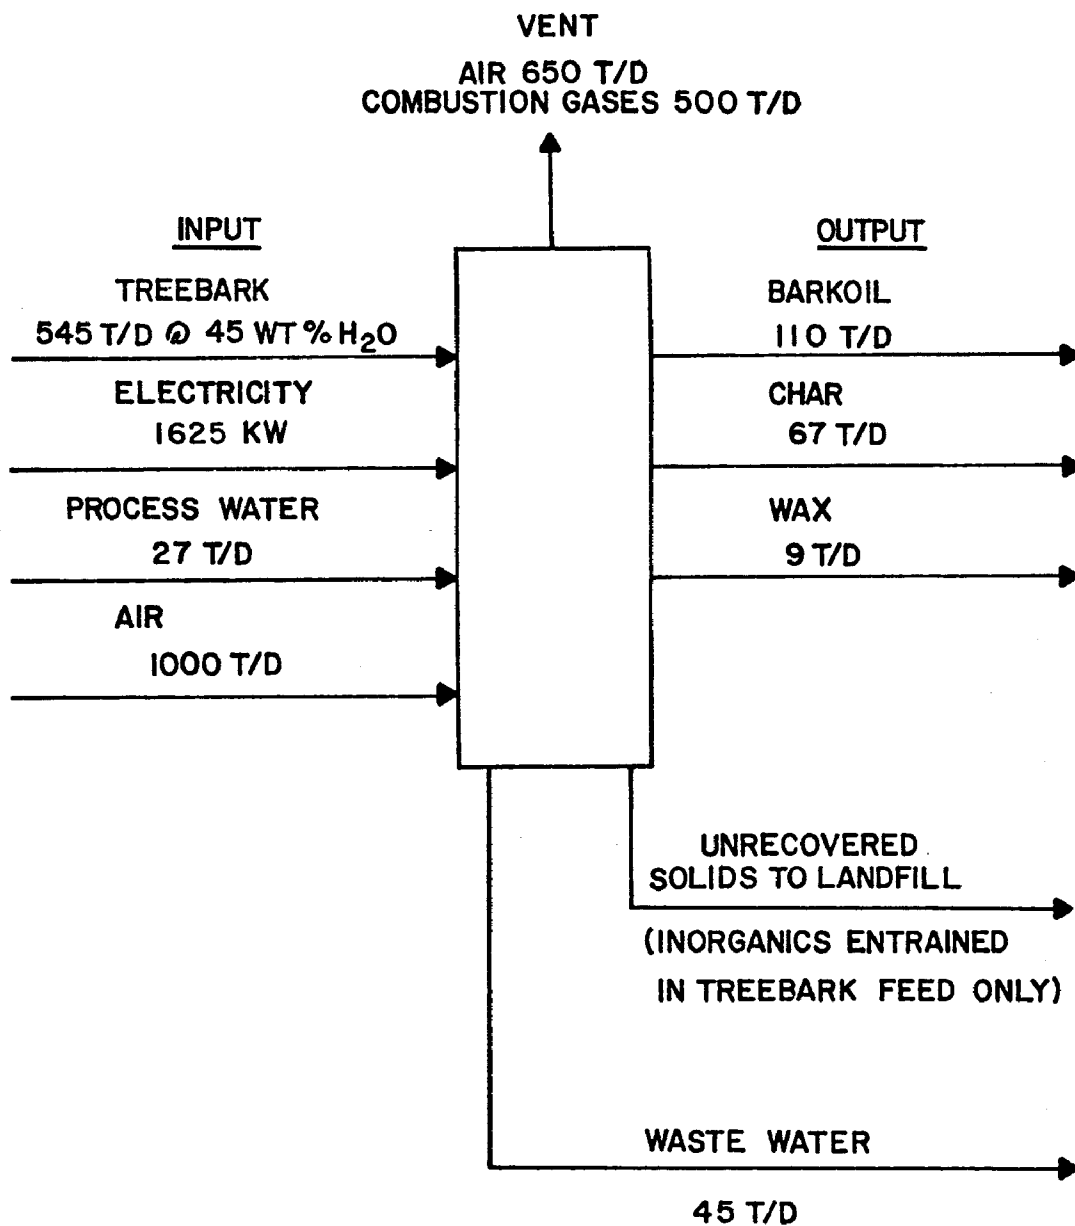 VENT
AIR 650 T/D
COMBUSTION GASES 500 T/D
INPUT
TREEBARK
545 T/D @ 45 WT % H₂O
ELECTRICITY
1625 KW
PROCESS WATER
27 T/D
AIR
1000 T/D
OUTPUT
BARKOIL
110 T/D
CHAR
67 T/D
WAX
9 T/D
UNRECOVERED
SOLIDS TO LANDFILL
(INORGANICS ENTRAINED
IN TREEBARK FEED ONLY)
WASTE WATER
45 T/D